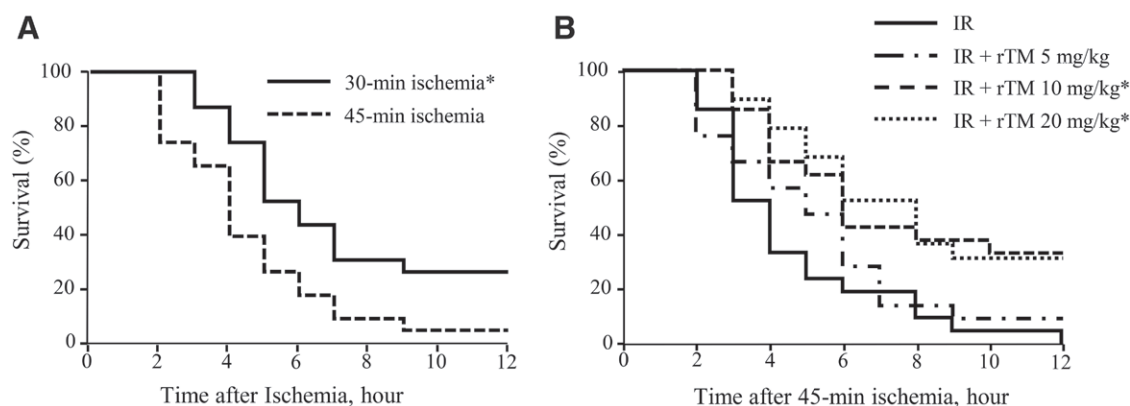 A
B
IR
IR + rTM 5 mg/kg
IR + rTM 10 mg/kg*
IR + rTM 20 mg/kg*
30-min ischemia*
45-min ischemia
Survival (%)
100
80
60
40
20
0
0 2 4 6 8 10 12
Time after Ischemia, hour
Survival (%)
100
80
60
40
20
0
0 2 4 6 8 10 12
Time after 45-min ischemia, hour